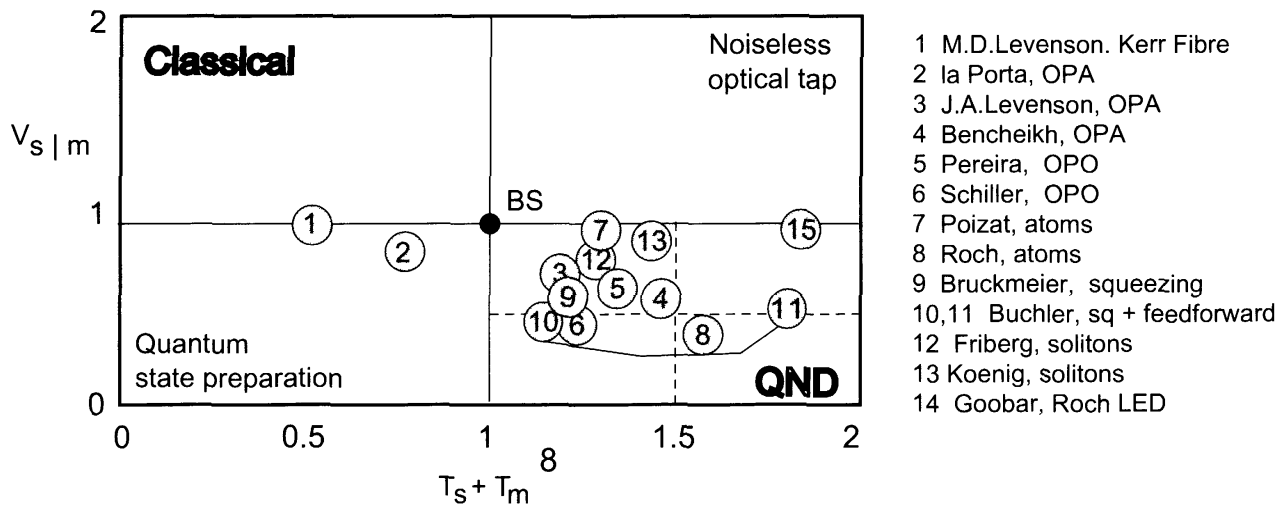 2
Classical
Noiseless
optical tap
V s | m
1
BS
1
2
7
13
15
12
3
5
9
4
11
10
6
8
Quantum
state preparation
QND
0
0
0.5
1
1.5
2
8
Ts + Tm
1 M.D.Levenson. Kerr Fibre
2 la Porta, OPA
3 J.A.Levenson, OPA
4 Bencheikh, OPA
5 Pereira, OPO
6 Schiller, OPO
7 Poizat, atoms
8 Roch, atoms
9 Bruckmeier, squeezing
10,11 Buchler, sq + feedforward
12 Friberg, solitons
13 Koenig, solitons
14 Goobar, Roch LED